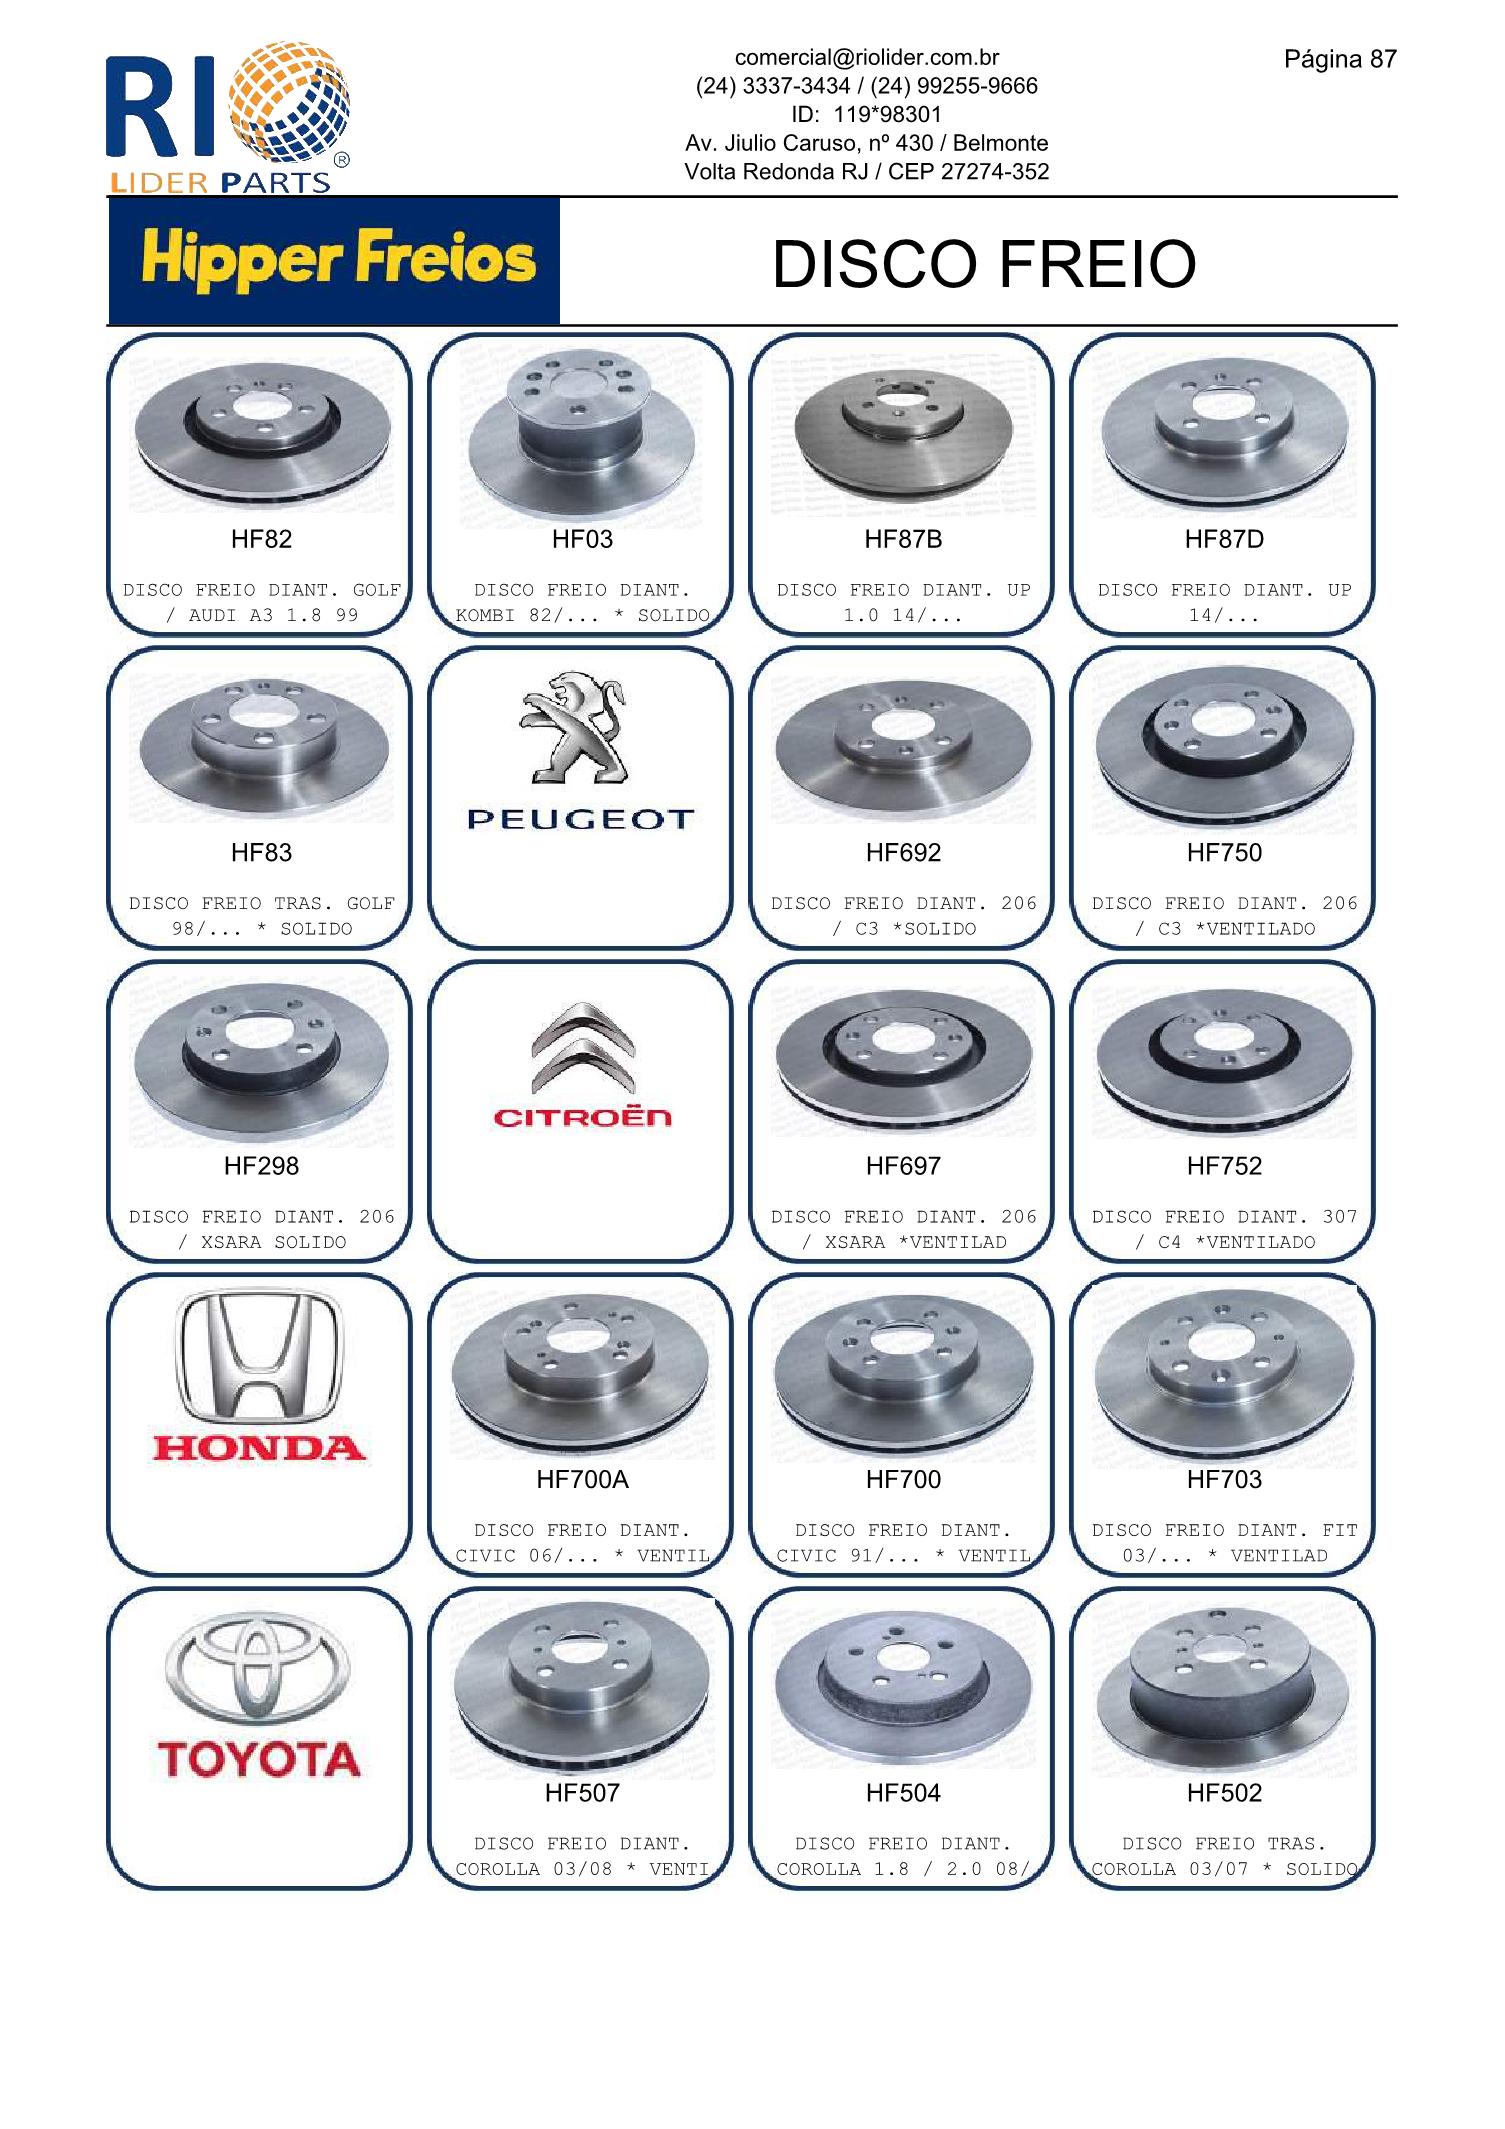 RIO
LIDER PARTS
®
comercial@riolider.com.br
(24) 3337-3434 / (24) 99255-9666
ID: 119*98301
Av. Jiulio Caruso, nº 430 / Belmonte
Volta Redonda RJ / CEP 27274-352
Página 87
Hipper Freios
DISCO FREIO
HF82
DISCO FREIO DIANT. GOLF
/ AUDI A3 1.8 99
HF03
DISCO FREIO DIANT.
KOMBI 82/... * SOLIDO
HF87B
DISCO FREIO DIANT. UP
1.0 14/...
HF87D
DISCO FREIO DIANT. UP
14/...
HF83
DISCO FREIO TRAS. GOLF
98/... * SOLIDO
PEUGEOT
HF692
DISCO FREIO DIANT. 206
/ C3 *SOLIDO
HF750
DISCO FREIO DIANT. 206
/ C3 *VENTILADO
HF298
DISCO FREIO DIANT. 206
/ XSARA SOLIDO
CITROËN
HF697
DISCO FREIO DIANT. 206
/ XSARA *VENTILAD
HF752
DISCO FREIO DIANT. 307
/ C4 *VENTILADO
HONDA
HF700A
DISCO FREIO DIANT.
CIVIC 06/... * VENTIL
HF700
DISCO FREIO DIANT.
CIVIC 91/... * VENTIL
HF703
DISCO FREIO DIANT. FIT
03/... * VENTILAD
TOYOTA
HF507
DISCO FREIO DIANT.
COROLLA 03/08 * VENTI
HF504
DISCO FREIO DIANT.
COROLLA 1.8 / 2.0 08/
HF502
DISCO FREIO TRAS.
COROLLA 03/07 * SOLIDO